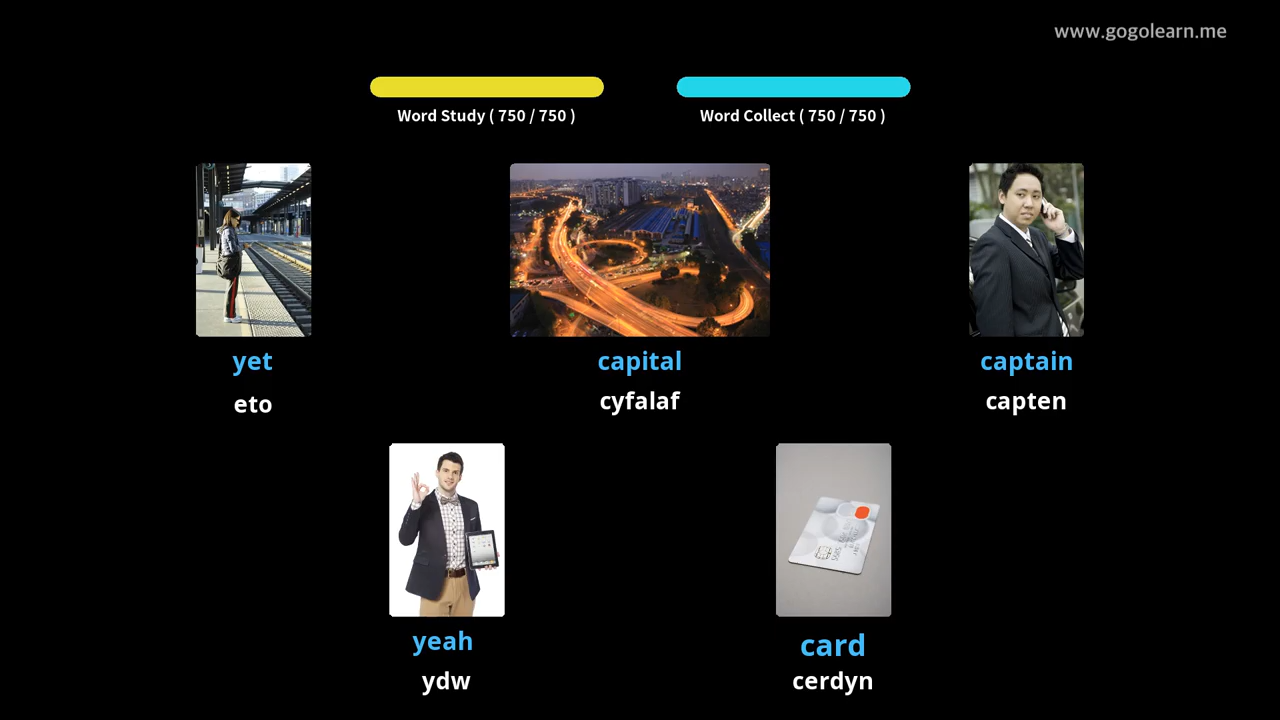 www.gogolearn.me
Word Study ( 750 / 750 )
Word Collect ( 750 / 750 )
yet
eto
capital
cyfalaf
captain
capten
yeah
ydw
card
cerdyn